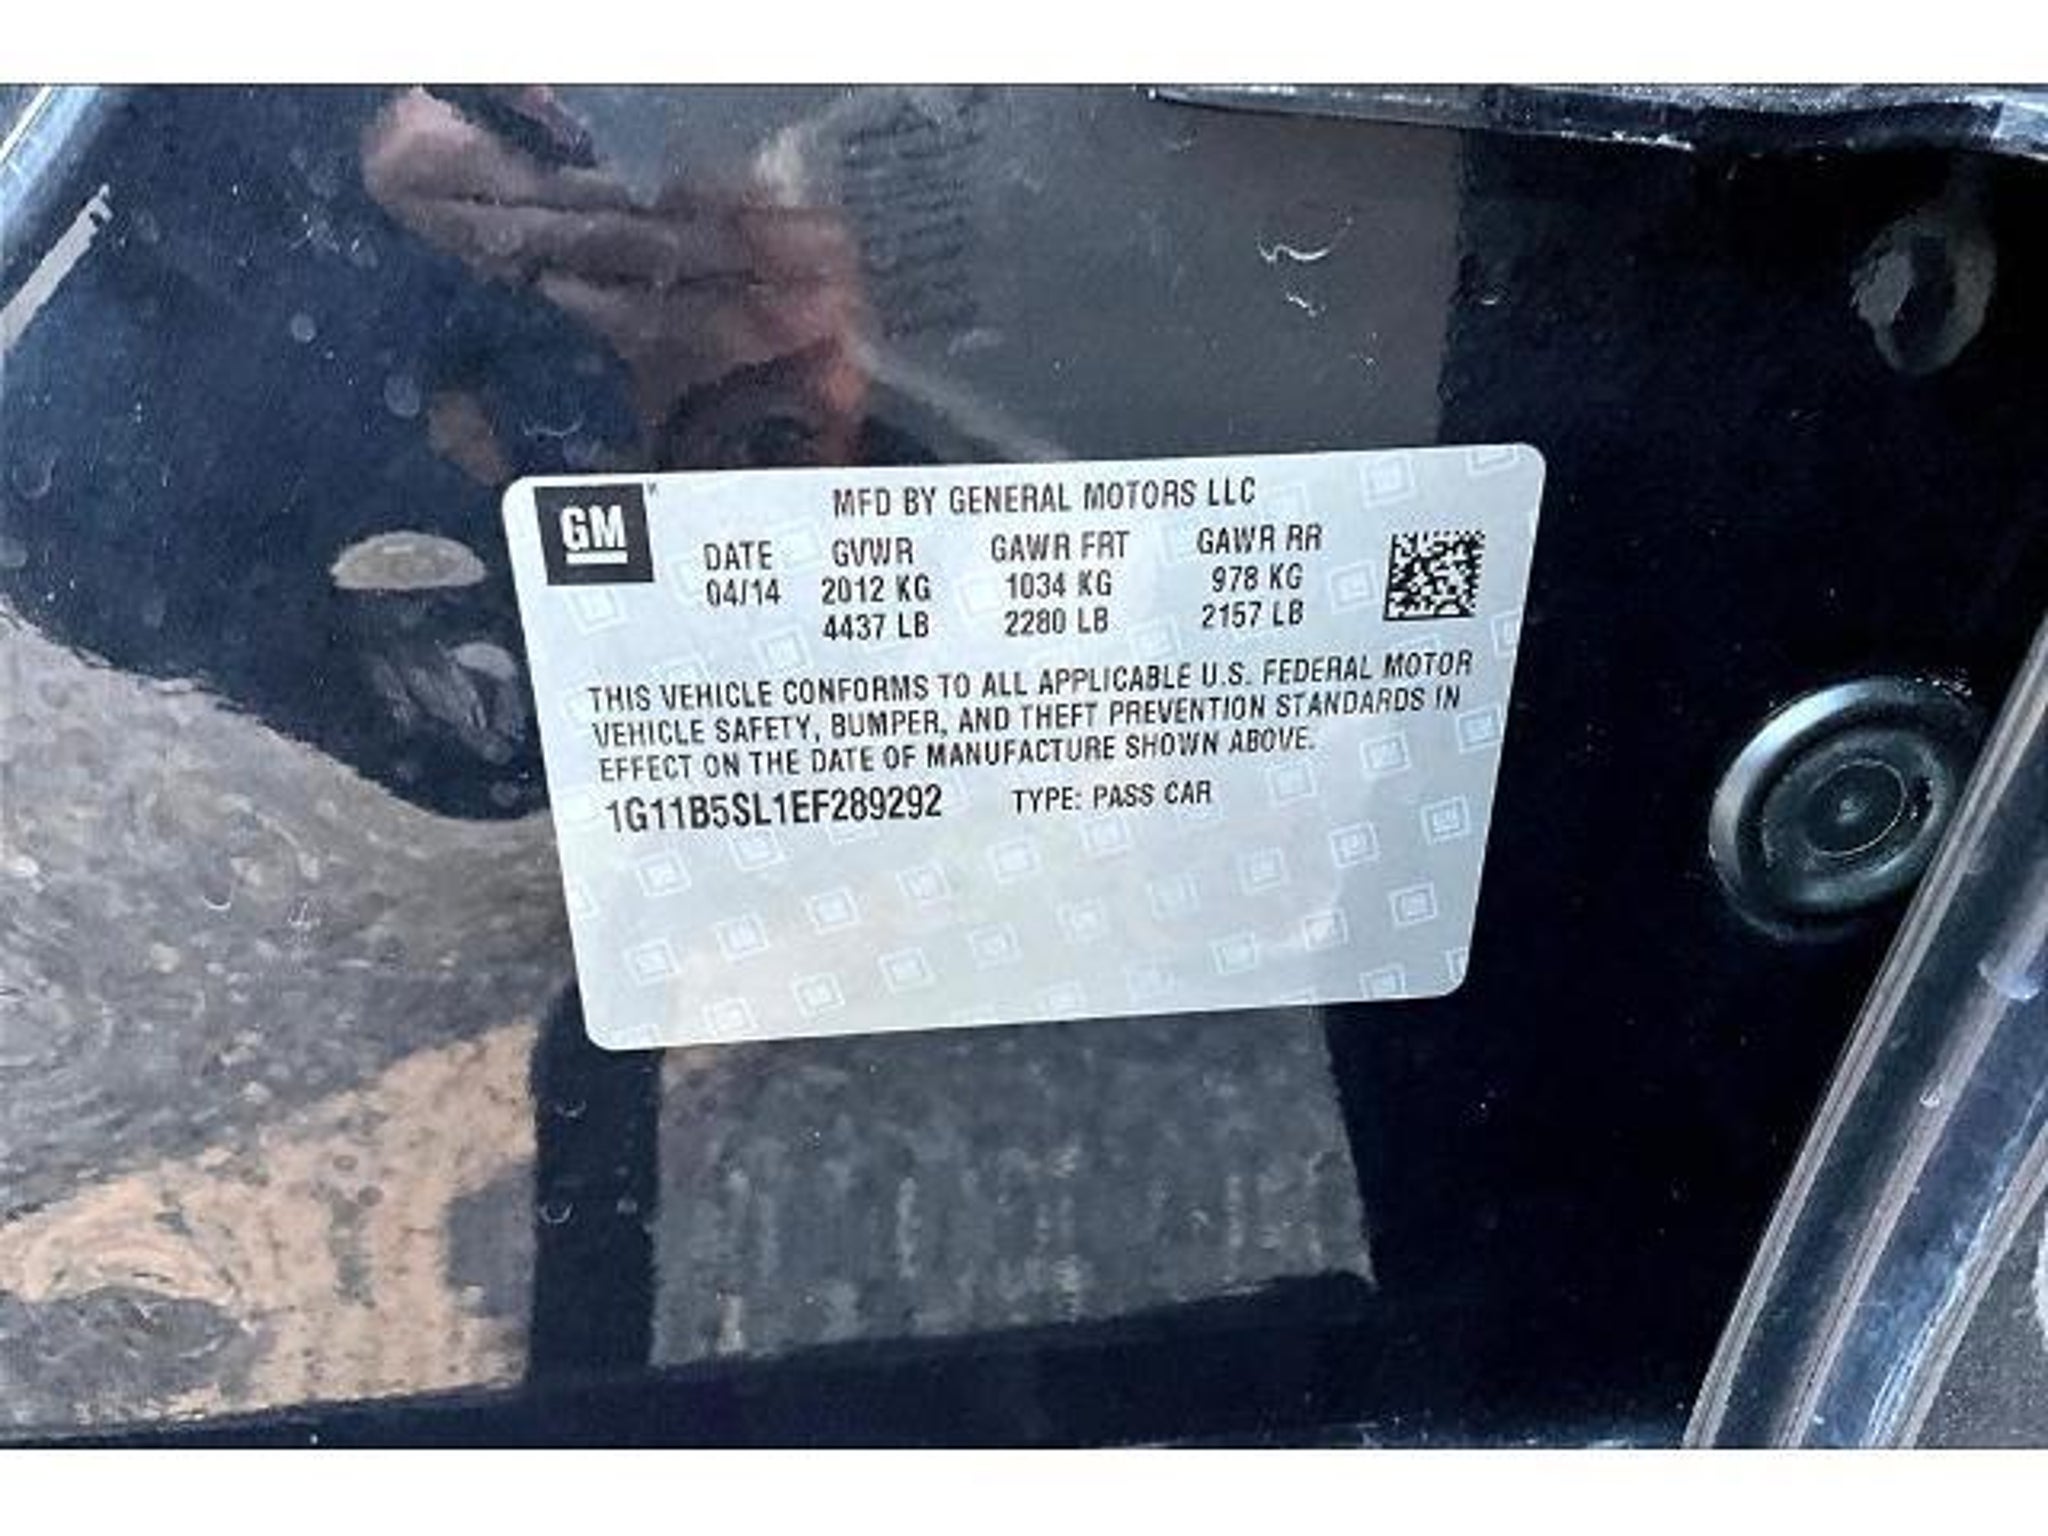 GM
MFD BY GENERAL MOTORS LLC
DATE GVWR GAWR FRT GAWR RR
04/14 2012 KG 1034 KG 978 KG
4437 LB 2280 LB 2157 LB
THIS VEHICLE CONFORMS TO ALL APPLICABLE U.S. FEDERAL MOTOR
VEHICLE SAFETY, BUMPER, AND THEFT PREVENTION STANDARDS IN
EFFECT ON THE DATE OF MANUFACTURE SHOWN ABOVE.
1G11B5SL1EF289292 TYPE: PASS CAR